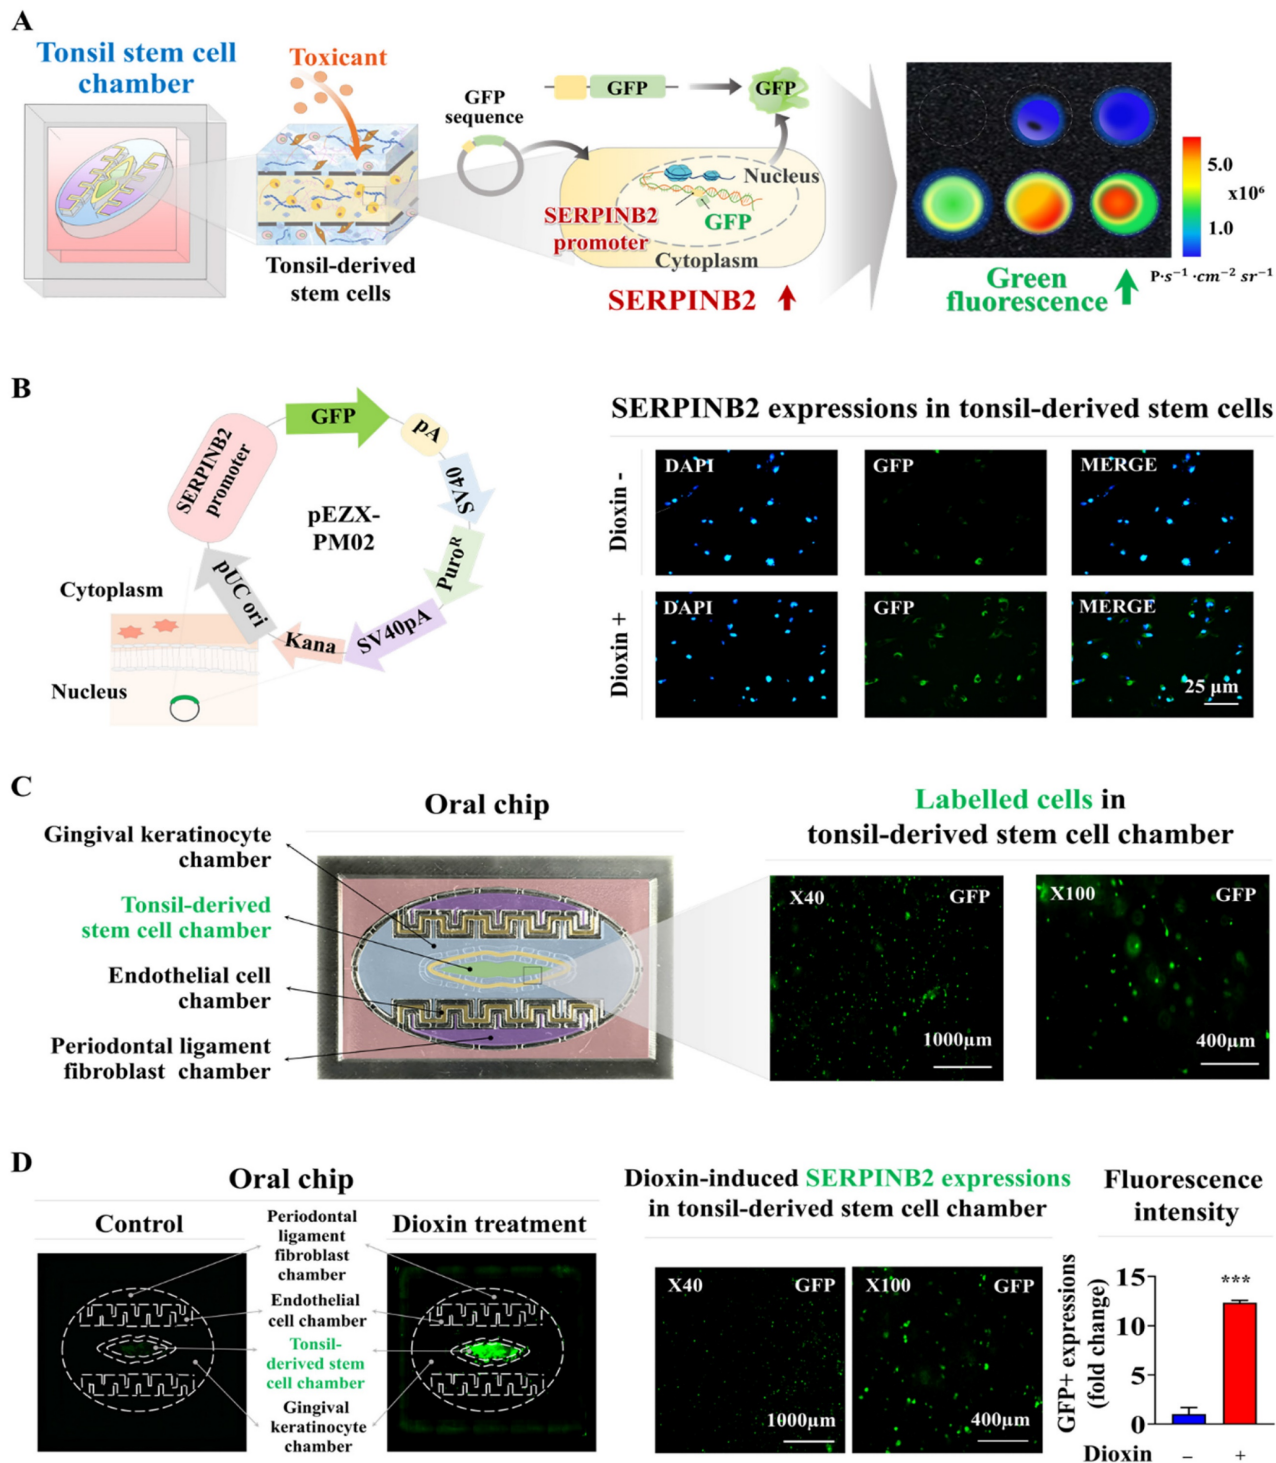 A
Tonsil stem cell
chamber
Toxicant
Tonsil-derived
stem cells
GFP
sequence
GFP
GFP
Nucleus
GFP
SERPINB2
promoter
Cytoplasm
SERPINB2
5.0
x10⁶
1.0
P·s⁻¹ ·cm⁻² sr⁻¹
Green
fluorescence
B
SERPINB2
promoter
GFP
pA
SV40
Puroᴿ
SV40pA
Kana
pUC ori
pEZX-
PM02
Cytoplasm
Nucleus
SERPINB2 expressions in tonsil-derived stem cells
Dioxin -
DAPI
GFP
MERGE
Dioxin +
DAPI
GFP
MERGE
25 µm
C
Oral chip
Gingival keratinocyte
chamber
Tonsil-derived
stem cell chamber
Endothelial cell
chamber
Periodontal ligament
fibroblast chamber
Labelled cells in
tonsil-derived stem cell chamber
X40 GFP
1000µm
X100 GFP
400µm
D
Oral chip
Control
Dioxin treatment
Periodontal
ligament
fibroblast
chamber
Endothelial
cell chamber
Tonsil-
derived stem
cell chamber
Gingival
keratinocyte
chamber
Dioxin-induced SERPINB2 expressions
in tonsil-derived stem cell chamber
X40 GFP
1000µm
X100 GFP
400µm
Fluorescence
intensity
GFP+ expressions
(fold change)
15
10
5
0
***
Dioxin – +